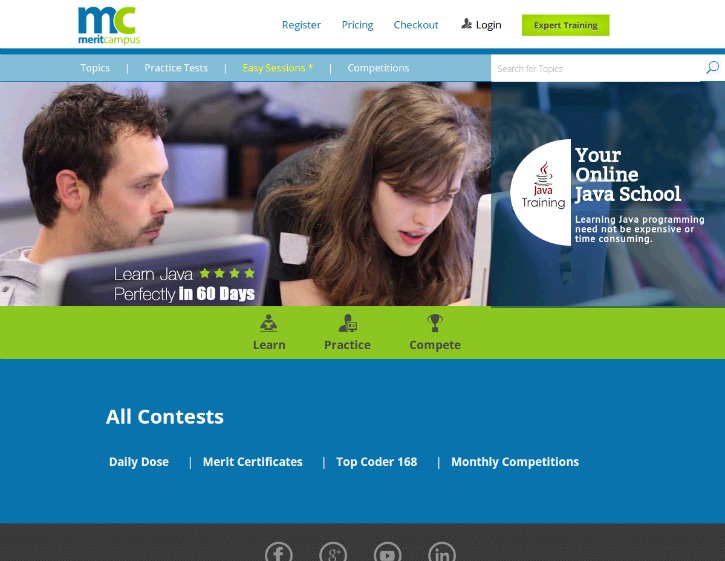 mc
meritcampus
Register Pricing Checkout Login Expert Training
Topics | Practice Tests | Easy Sessions * | Competitions
Search for Topics
Your
Online
Java School
Java
Training
Learning Java programming
need not be expensive or
time consuming.
Learn Java
Perfectly in 60 Days
Learn Practice Compete
All Contests
Daily Dose | Merit Certificates | Top Coder 168 | Monthly Competitions
f g+ YouTube in